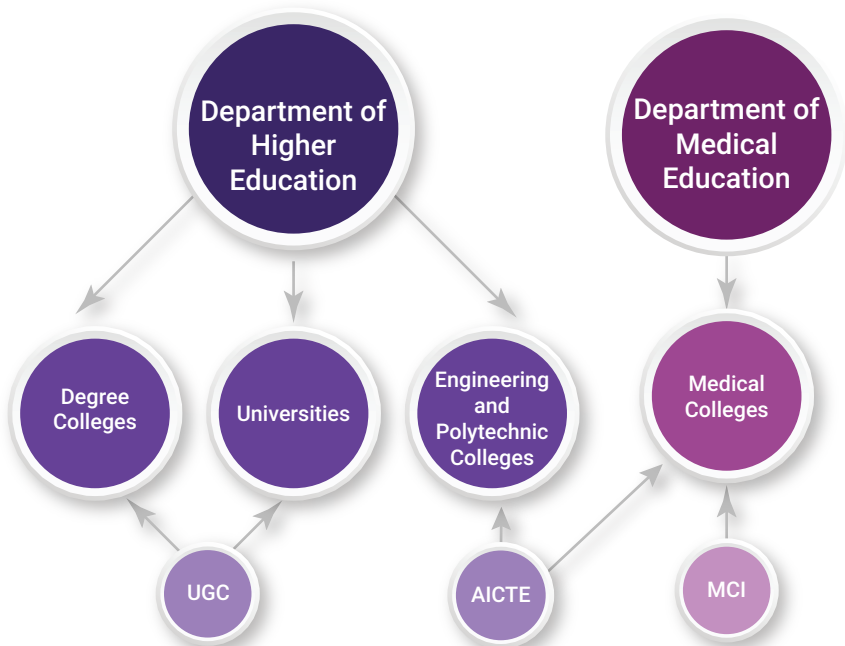 Department of
Higher
Education
Department of
Medical
Education
Degree
Colleges
Universities
Engineering
and
Polytechnic
Colleges
Medical
Colleges
UGC
AICTE
MCI